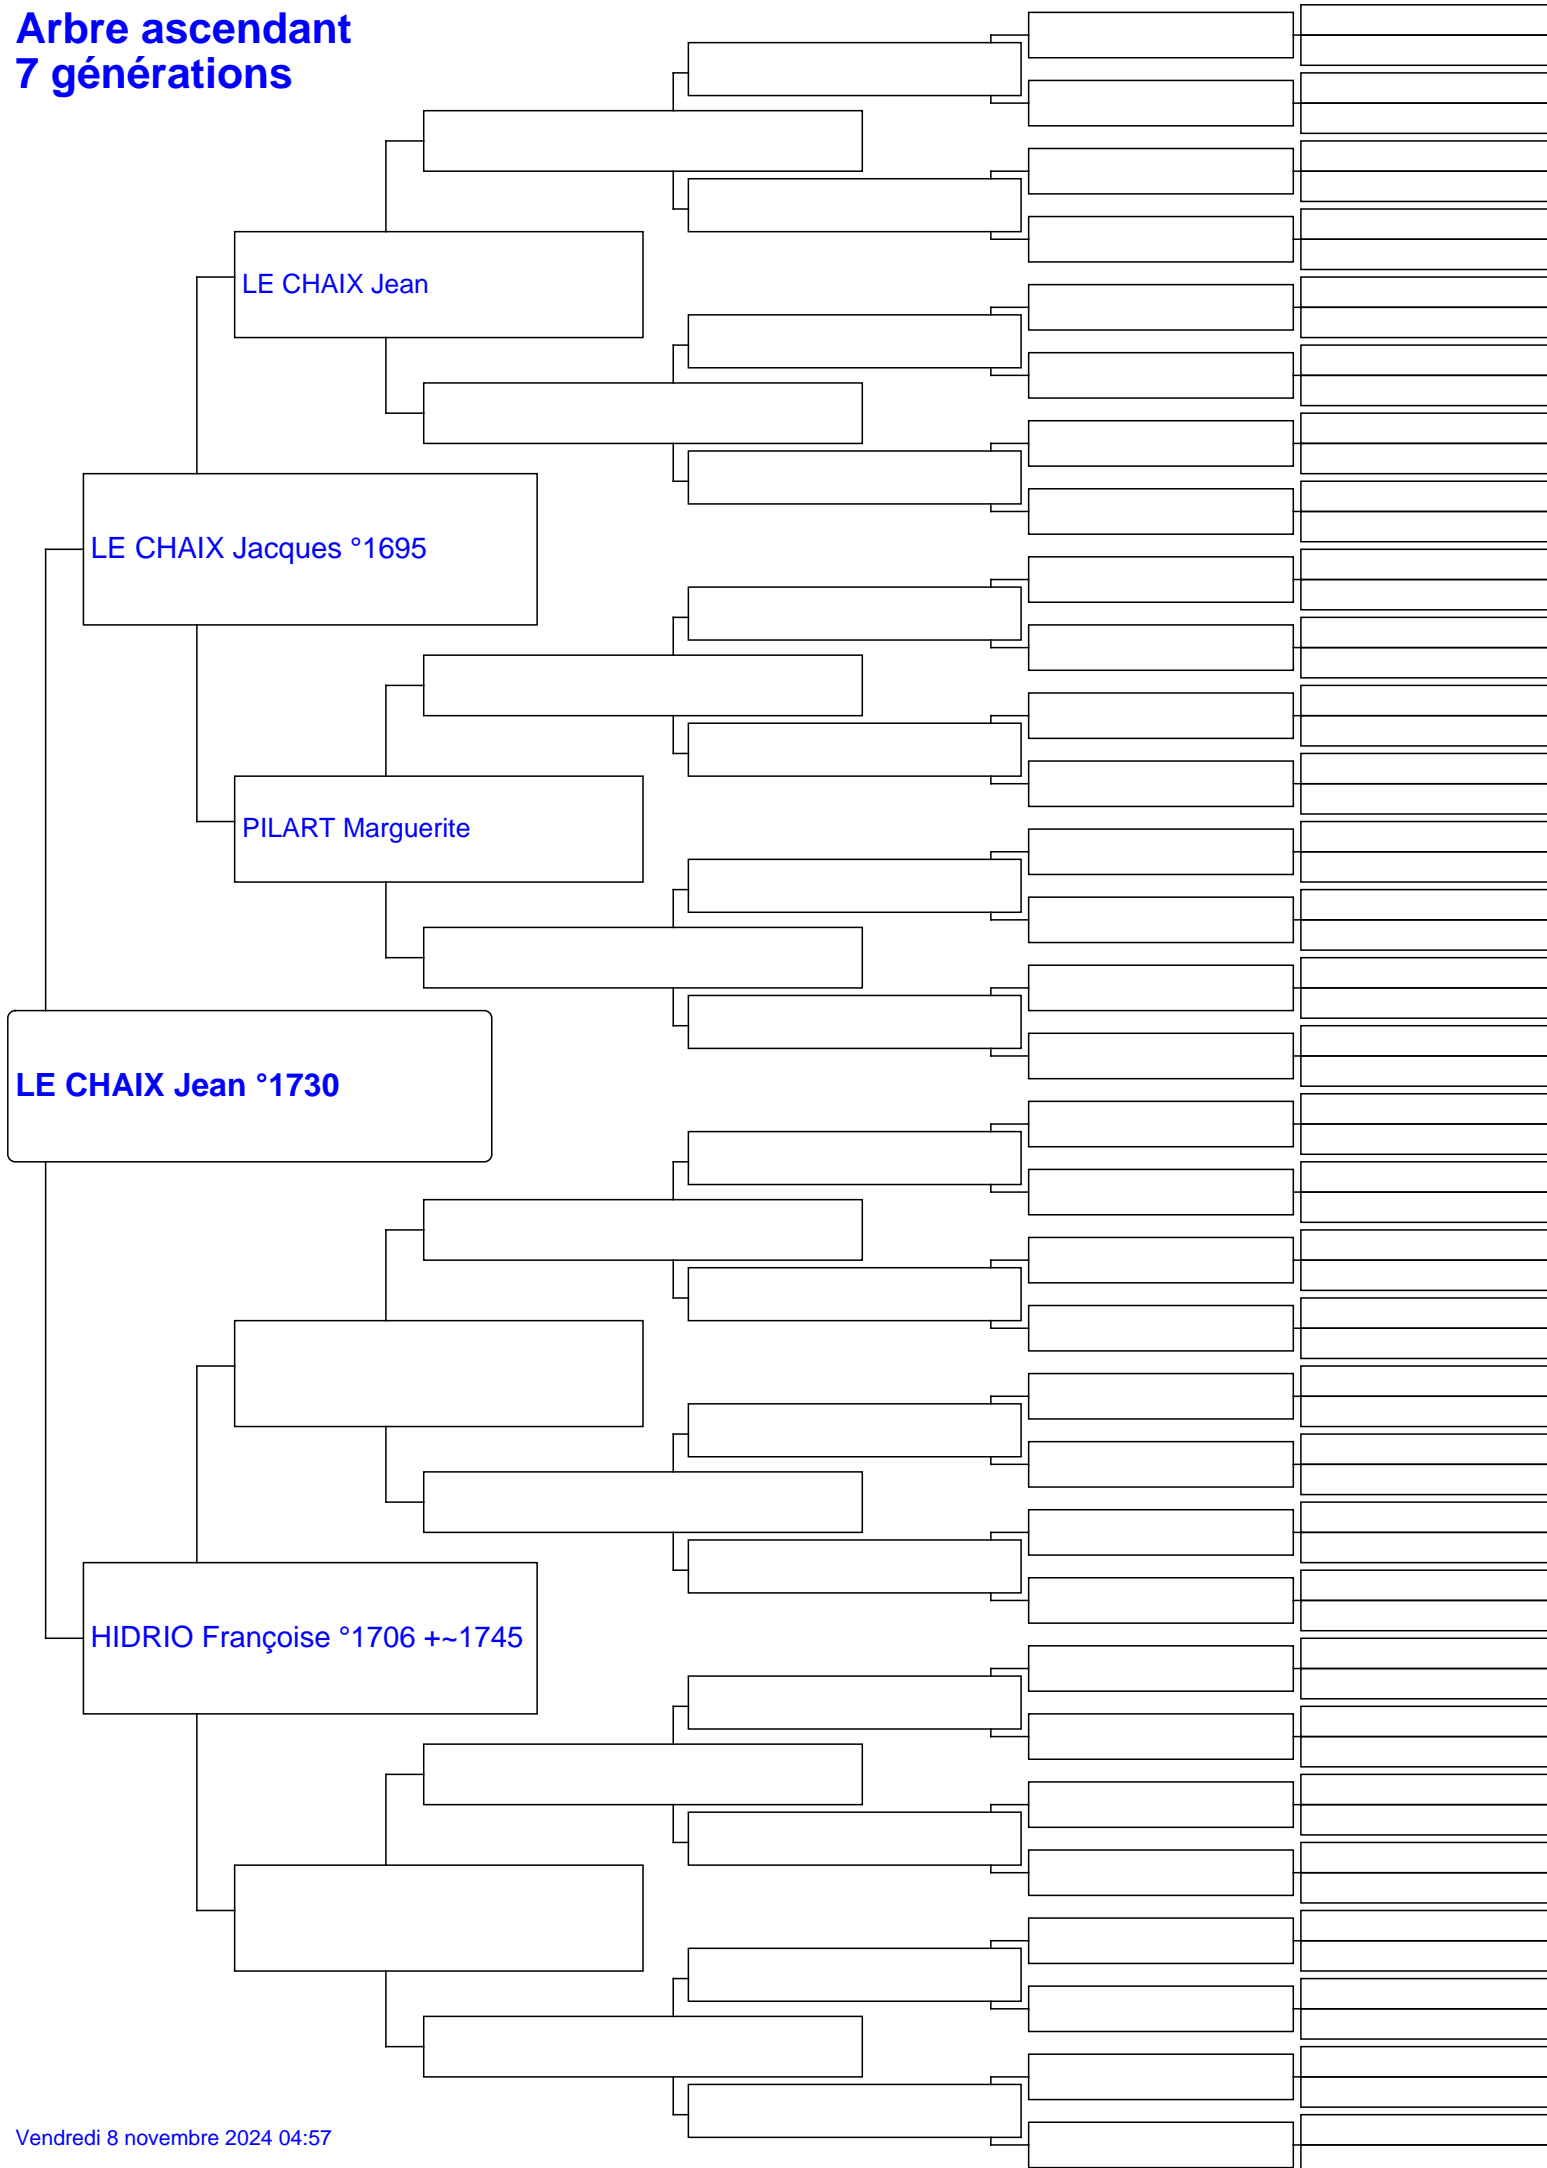 Arbre ascendant
7 générations
LE CHAIX Jean
LE CHAIX Jacques °1695
PILART Marguerite
LE CHAIX Jean °1730
HIDRIO Françoise °1706 +~1745
Vendredi 8 novembre 2024 04:57